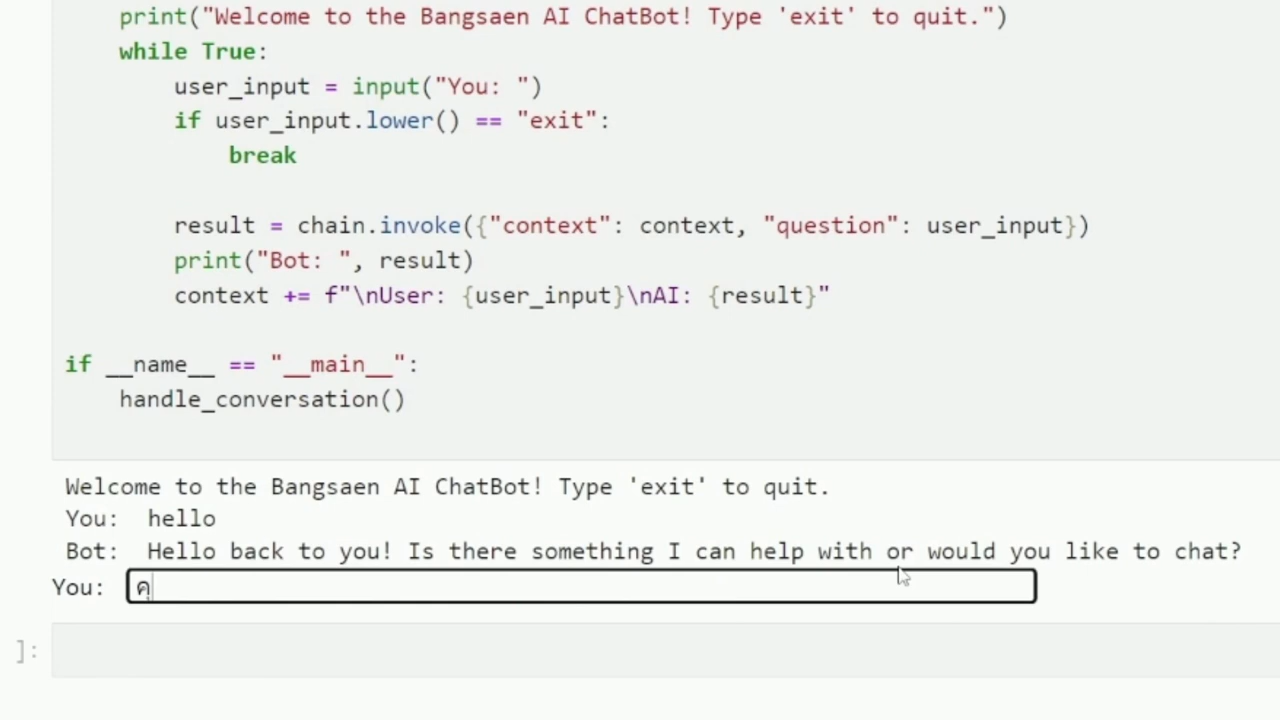 print("Welcome to the Bangsaen AI ChatBot! Type 'exit' to quit.")
while True:
user_input = input("You: ")
if user_input.lower() == "exit":
break
result = chain.invoke({"context": context, "question": user_input})
print("Bot: ", result)
context += f"\nUser: {user_input}\nAI: {result}"
if __name__ == "__main__":
handle_conversation()
Welcome to the Bangsaen AI ChatBot! Type 'exit' to quit.
You: hello
Bot: Hello back to you! Is there something I can help with or would you like to chat?
You: คุ
]: